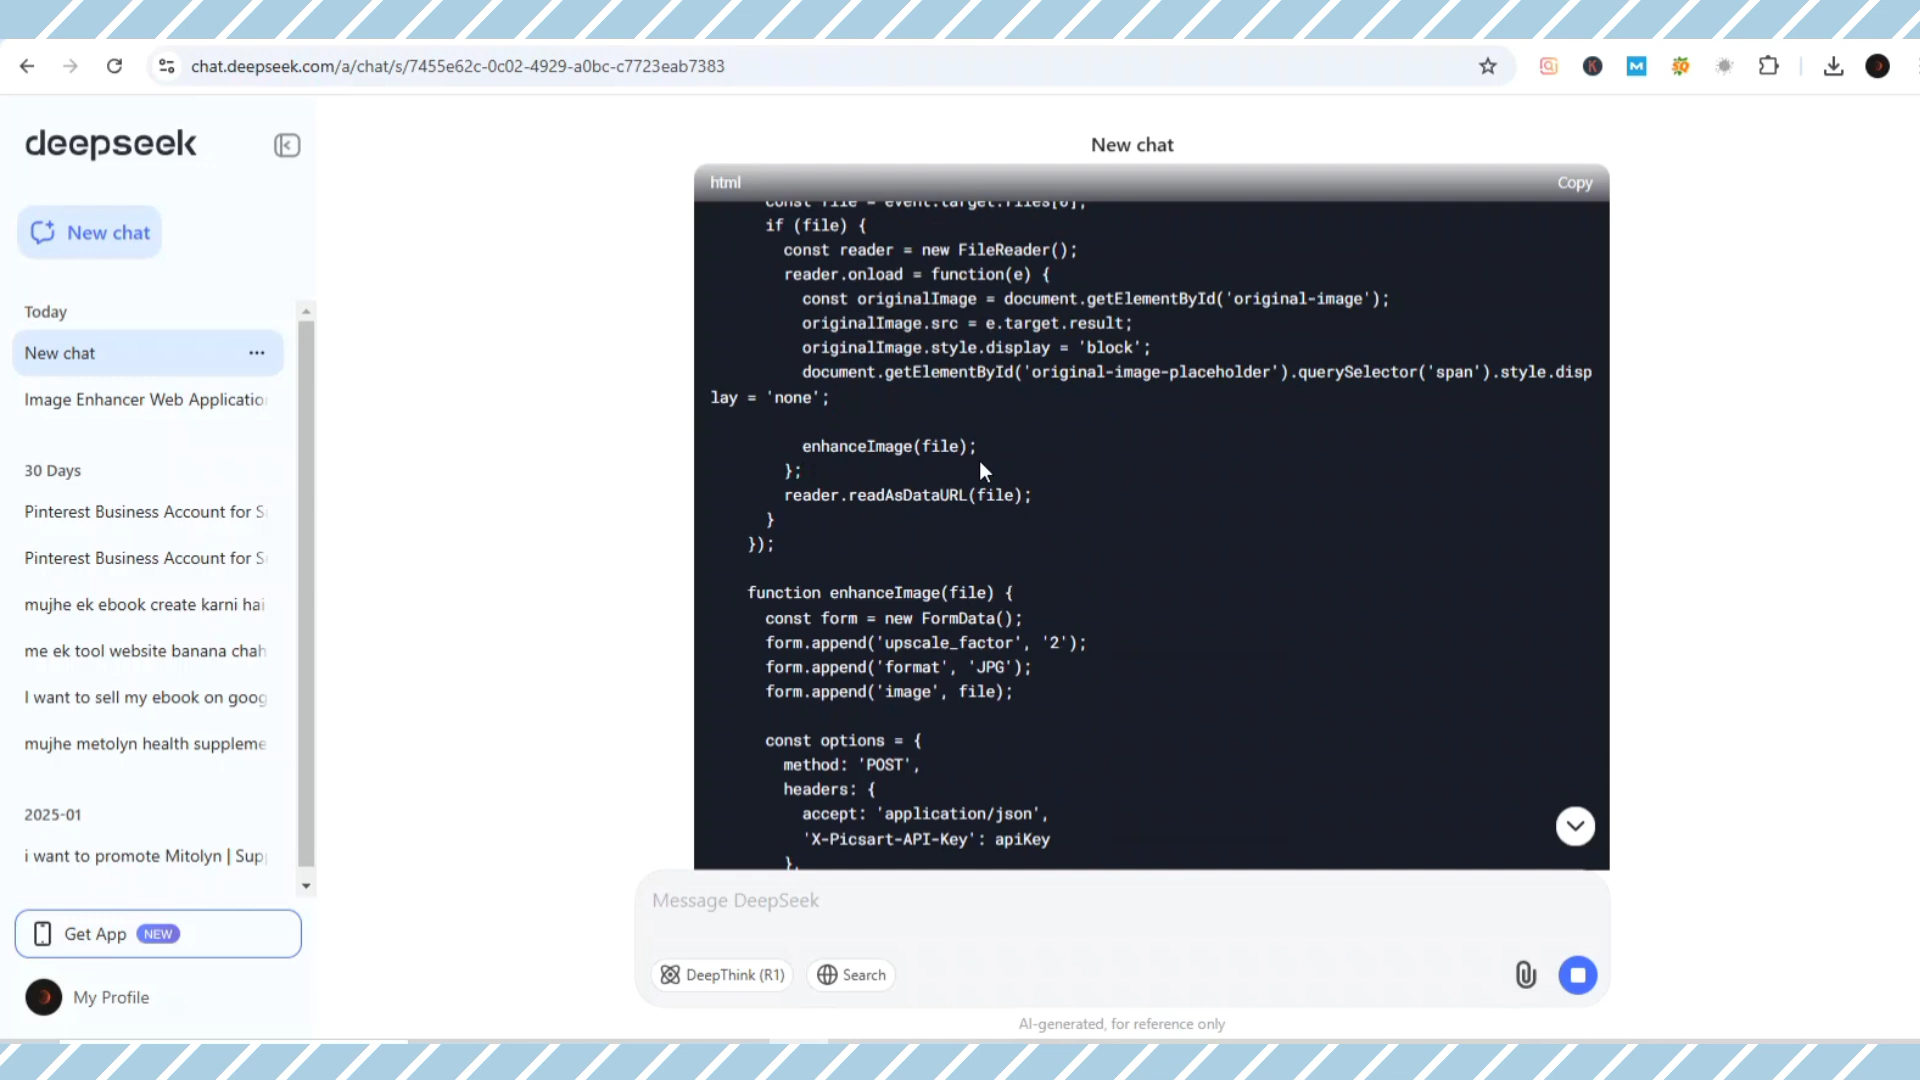 chat.deepseek.com/a/chat/s/7455e62c-0c02-4929-a0bc-c7723eab7383
deepseek
New chat
Today
New chat
Image Enhancer Web Applicatio
30 Days
Pinterest Business Account for S
Pinterest Business Account for S
mujhe ek ebook create karni hai
me ek tool website banana chah
I want to sell my ebook on goog
mujhe metolyn health suppleme
2025-01
i want to promote Mitolyn | Sup
Get App NEW
My Profile
New chat
html Copy
const file = event.target.files[0];
if (file) {
const reader = new FileReader();
reader.onload = function(e) {
const originalImage = document.getElementById('original-image');
originalImage.src = e.target.result;
originalImage.style.display = 'block';
document.getElementById('original-image-placeholder').querySelector('span').style.disp
lay = 'none';
enhanceImage(file);
};
reader.readAsDataURL(file);
}
});
function enhanceImage(file) {
const form = new FormData();
form.append('upscale_factor', '2');
form.append('format', 'JPG');
form.append('image', file);
const options = {
method: 'POST',
headers: {
accept: 'application/json',
'X-Picsart-API-Key': apiKey
},
Message DeepSeek
DeepThink (R1) Search
AI-generated, for reference only